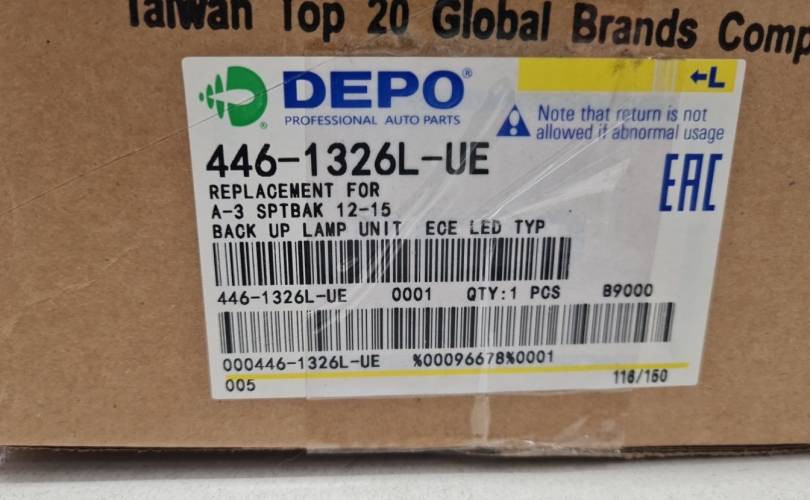 Taiwan Top 20 Global Brands Comp
DEPO®
PROFESSIONAL AUTO PARTS
←L
Note that return is not
allowed if abnormal usage
446-1326L-UE
EAC
REPLACEMENT FOR
A-3 SPTBAK 12-15
BACK UP LAMP UNIT ECE LED TYP
446-1326L-UE 0001 QTY:1 PCS B9000
000446-1326L-UE %00096678%0001
005 116/150